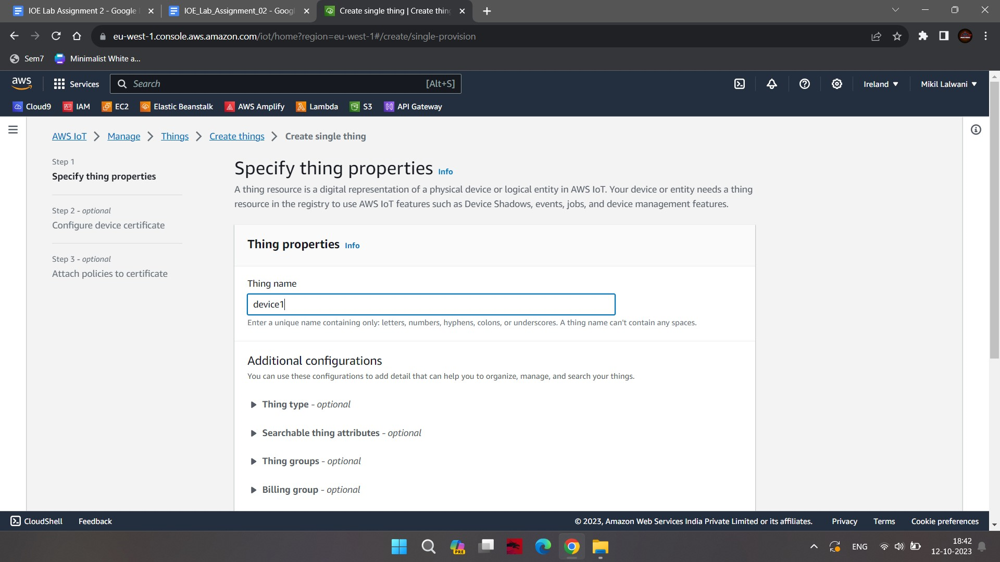 IOE Lab Assignment 2 - Google
IOE_Lab_Assignment_02 - Goog
Create single thing | Create thin
eu-west-1.console.aws.amazon.com/iot/home?region=eu-west-1#/create/single-provision
Sem7
Minimalist White a...
aws
Services
Search
[Alt+S]
Ireland
Mikil Lalwani
Cloud9
IAM
EC2
Elastic Beanstalk
AWS Amplify
Lambda
S3
API Gateway
AWS IoT > Manage > Things > Create things > Create single thing
Step 1
Specify thing properties
Step 2 - optional
Configure device certificate
Step 3 - optional
Attach policies to certificate
Specify thing properties Info
A thing resource is a digital representation of a physical device or logical entity in AWS IoT. Your device or entity needs a thing
resource in the registry to use AWS IoT features such as Device Shadows, events, jobs, and device management features.
Thing properties Info
Thing name
device1
Enter a unique name containing only: letters, numbers, hyphens, colons, or underscores. A thing name can't contain any spaces.
Additional configurations
You can use these configurations to add detail that can help you to organize, manage, and search your things.
Thing type - optional
Searchable thing attributes - optional
Thing groups - optional
Billing group - optional
CloudShell
Feedback
© 2023, Amazon Web Services India Private Limited or its affiliates.
Privacy
Terms
Cookie preferences
PRE
ENG
18:42
12-10-2023